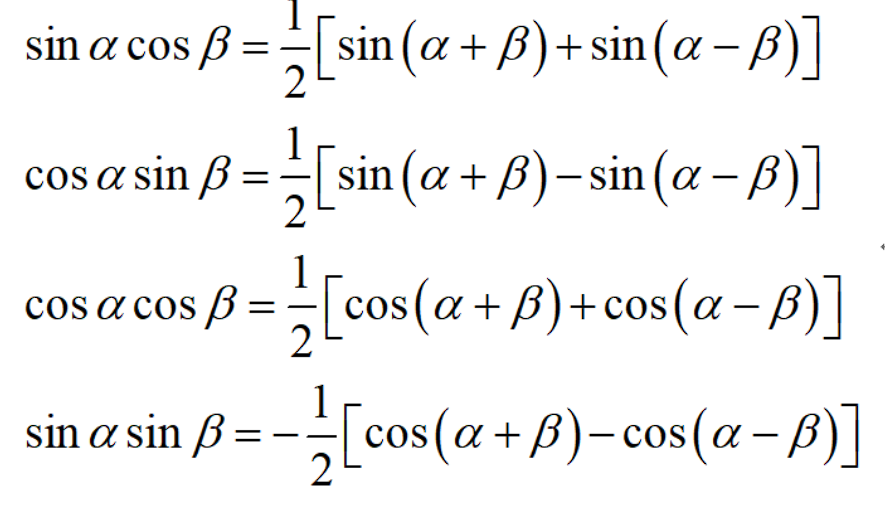 sin α cos β = 1/2 [sin(α + β) + sin(α − β)]
cos α sin β = 1/2 [sin(α + β) − sin(α − β)]
cos α cos β = 1/2 [cos(α + β) + cos(α − β)]
sin α sin β = − 1/2 [cos(α + β) − cos(α − β)]